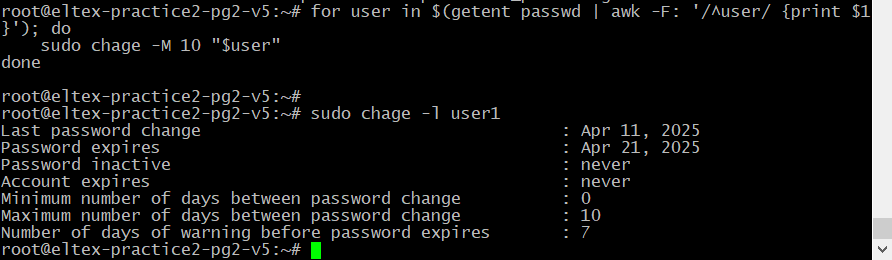 root@eltex-practice2-pg2-v5:~# for user in $(getent passwd | awk -F: '/^user/ {print $1
}'); do
    sudo chage -M 10 "$user"
done
root@eltex-practice2-pg2-v5:~#
root@eltex-practice2-pg2-v5:~# sudo chage -l user1
Last password change                                    : Apr 11, 2025
Password expires                                        : Apr 21, 2025
Password inactive                                       : never
Account expires                                         : never
Minimum number of days between password change          : 0
Maximum number of days between password change          : 10
Number of days of warning before password expires       : 7
root@eltex-practice2-pg2-v5:~#